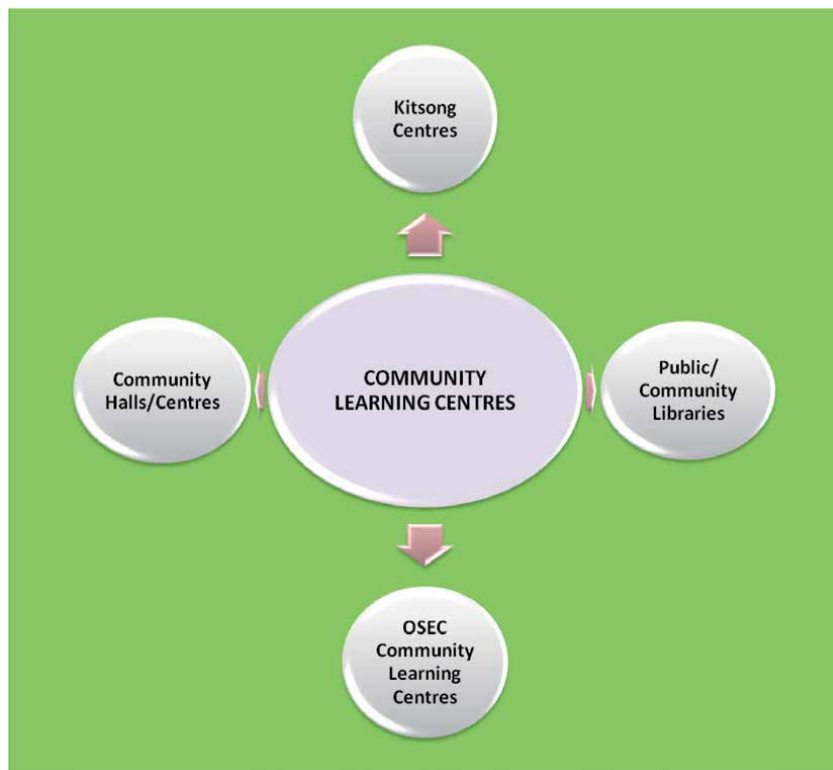 Kitsong
Centres
Community
Halls/Centres
COMMUNITY
LEARNING CENTRES
Public/
Community
Libraries
OSEC
Community
Learning
Centres